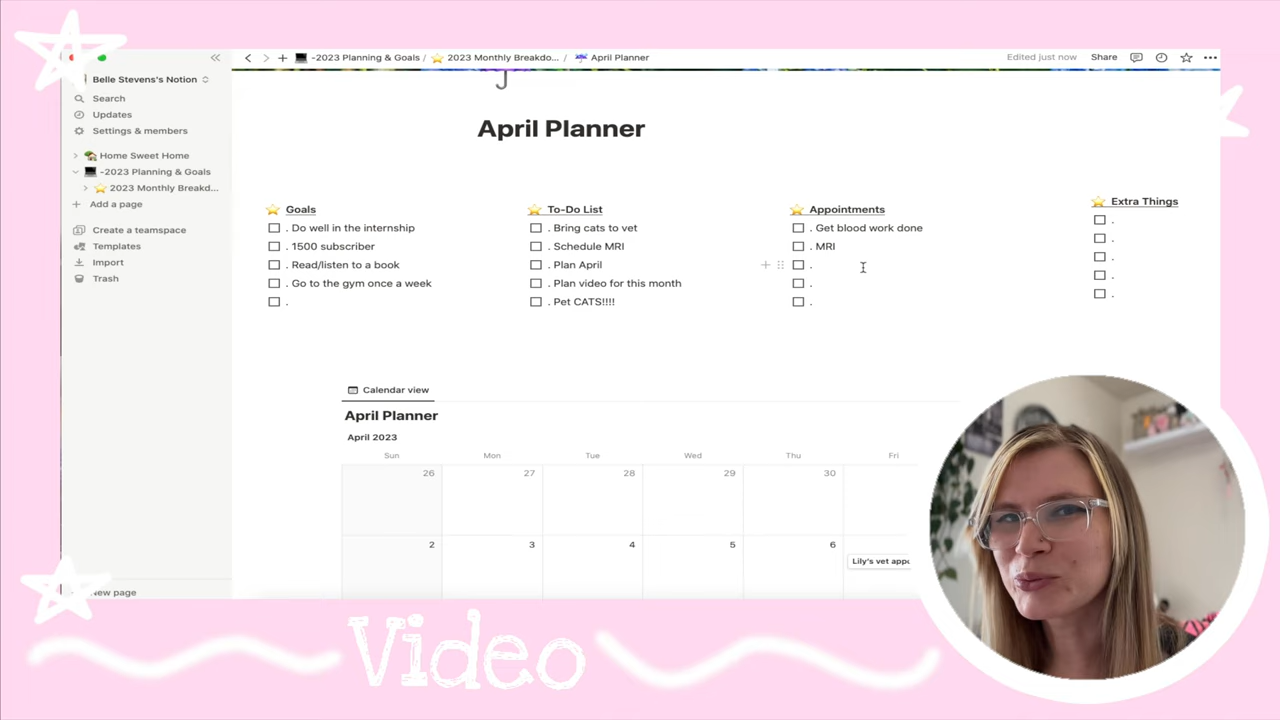 -2023 Planning & Goals / 2023 Monthly Breakdo... / April Planner
Edited just now Share
Belle Stevens's Notion
Search
Updates
Settings & members
Home Sweet Home
-2023 Planning & Goals
2023 Monthly Breakd...
Add a page
Create a teamspace
Templates
Import
Trash
New page
April Planner
Goals
. Do well in the internship
. 1500 subscriber
. Read/listen to a book
. Go to the gym once a week
.
To-Do List
. Bring cats to vet
. Schedule MRI
. Plan April
. Plan video for this month
. Pet CATS!!!!
Appointments
. Get blood work done
. MRI
.
.
.
Extra Things
.
.
.
.
.
Calendar view
April Planner
April 2023
Sun Mon Tue Wed Thu Fri
26 27 28 29 30
2 3 4 5 6
Lily's vet appo
Video